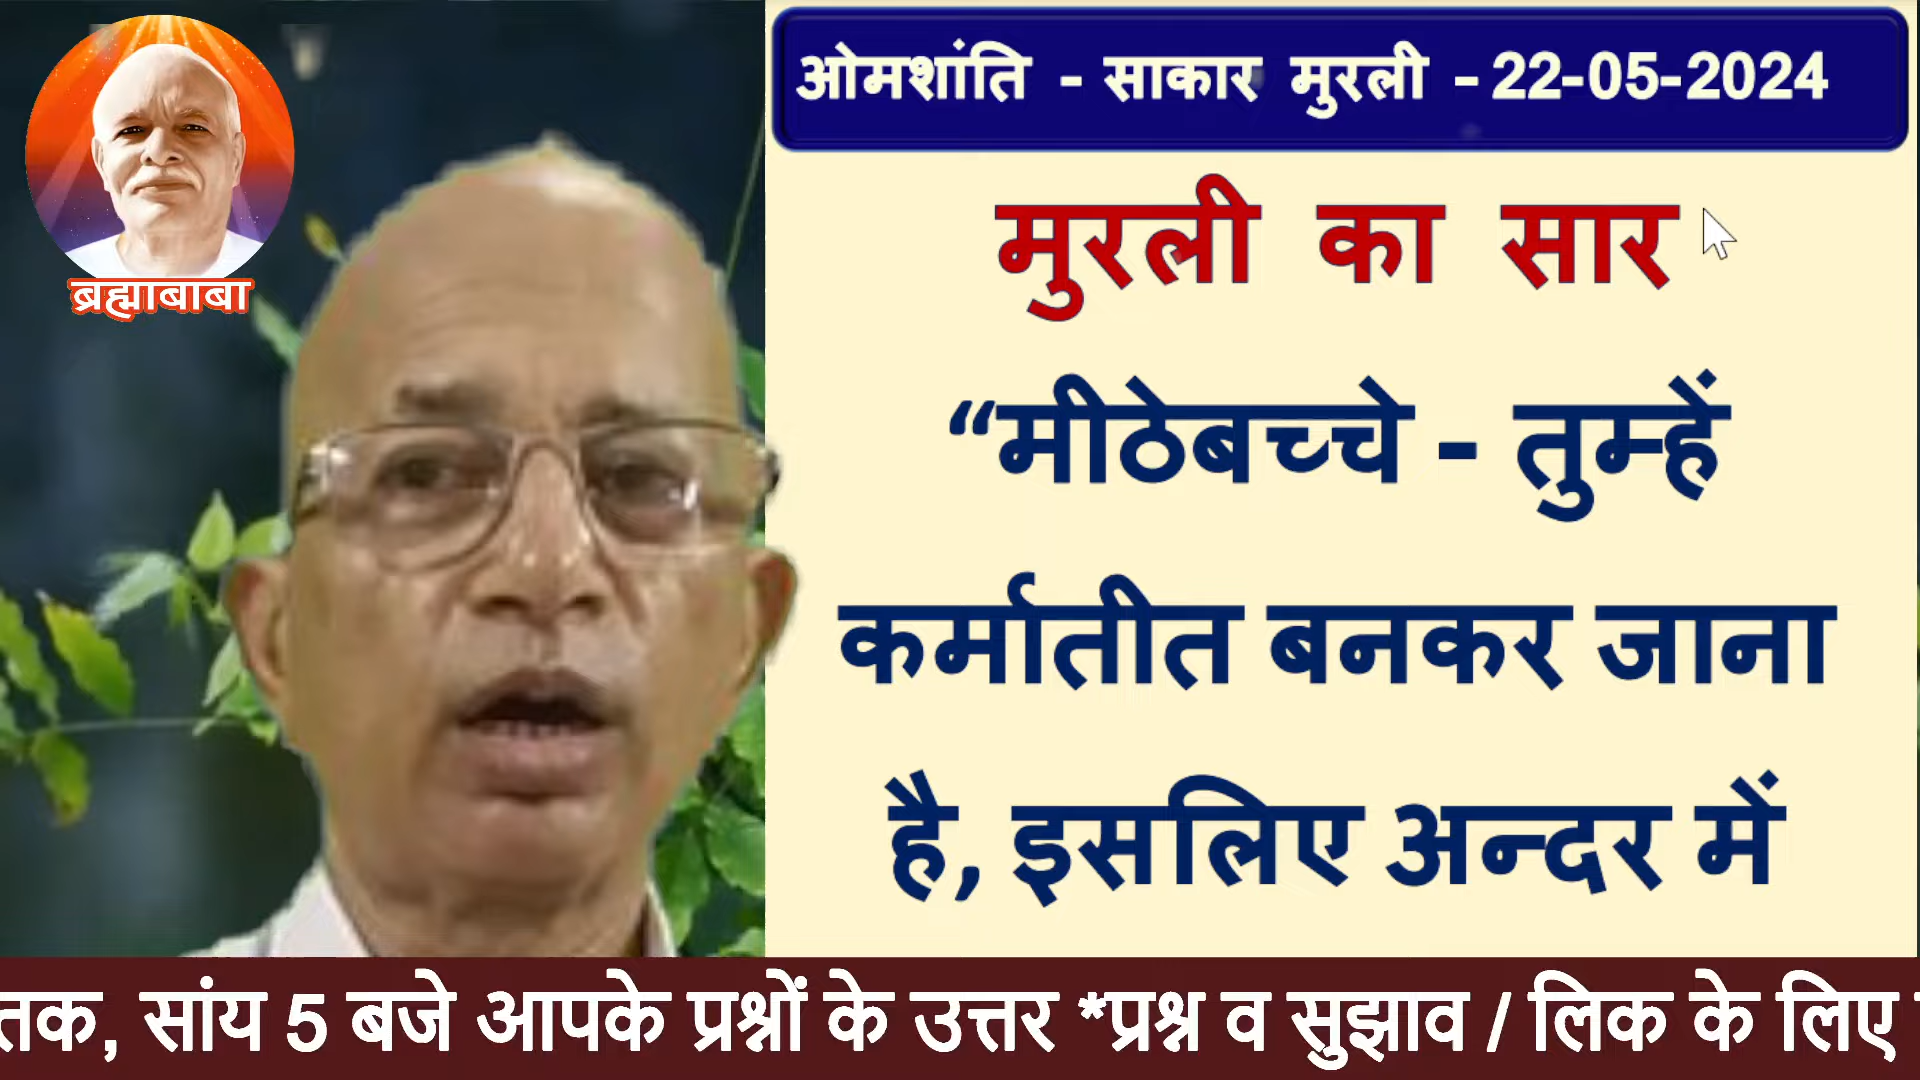 ओमशांति - साकार मुरली - 22-05-2024
ब्रह्माबाबा
मुरली का सार
“मीठेबच्चे - तुम्हें
कर्मातीत बनकर जाना
है, इसलिए अन्दर में
तक, सांय 5 बजे आपके प्रश्नों के उत्तर *प्रश्न व सुझाव / लिक के लिए